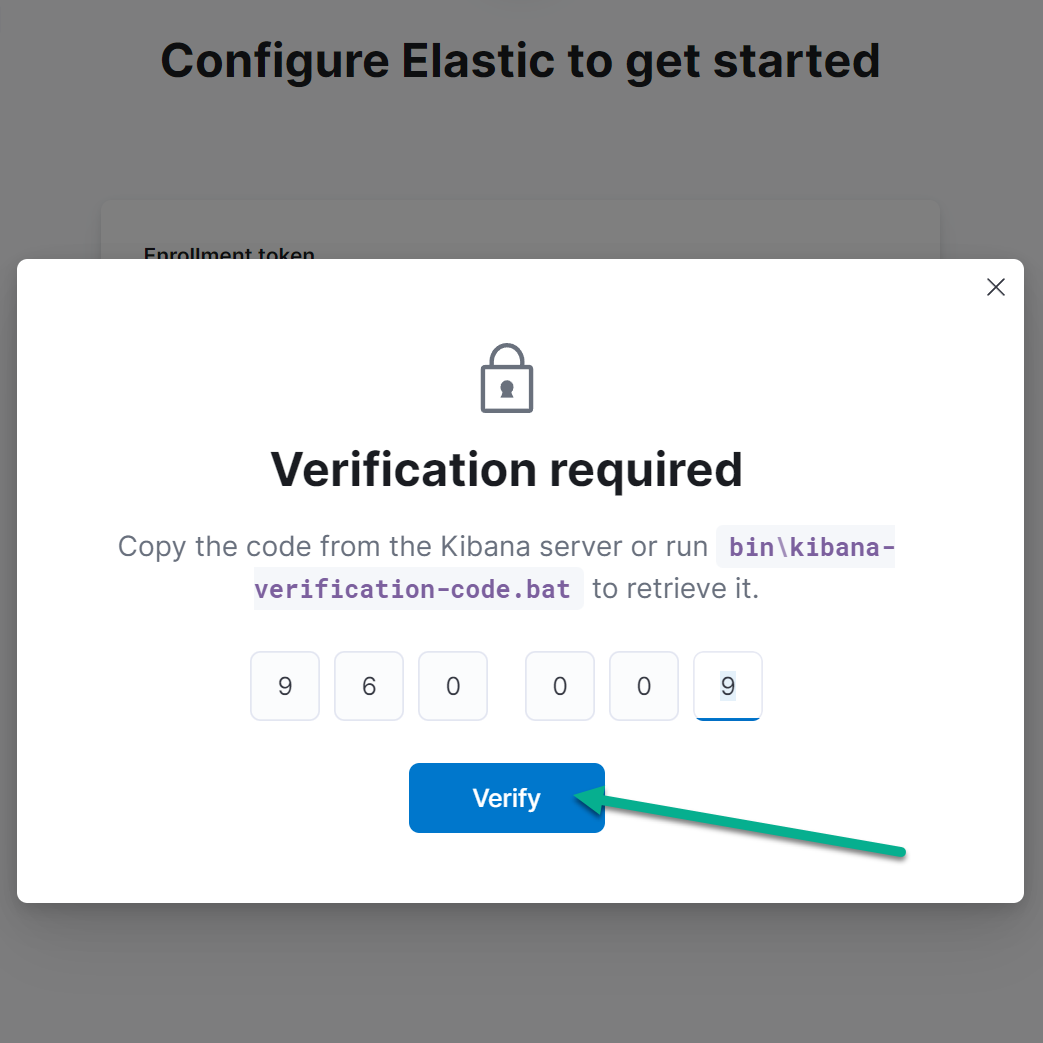 Configure Elastic to get started
Enrollment token
Verification required
Copy the code from the Kibana server or run bin\kibana-
verification-code.bat to retrieve it.
9 6 0 0 0 9
Verify